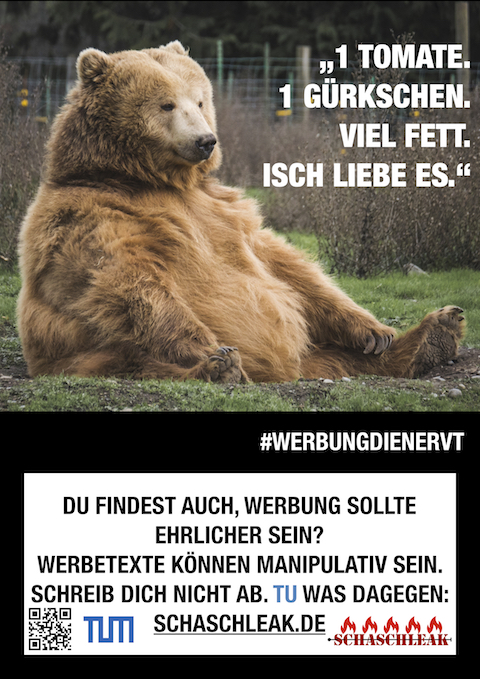 „1 TOMATE.
1 GÜRKSCHEN.
VIEL FETT.
ISCH LIEBE ES.“
#WERBUNGDIENERVT
DU FINDEST AUCH, WERBUNG SOLLTE
EHRLICHER SEIN?
WERBETEXTE KÖNNEN MANIPULATIV SEIN.
SCHREIB DICH NICHT AB. TU WAS DAGEGEN:
TUM SCHASCHLEAK.DE SCHASCHLEAK